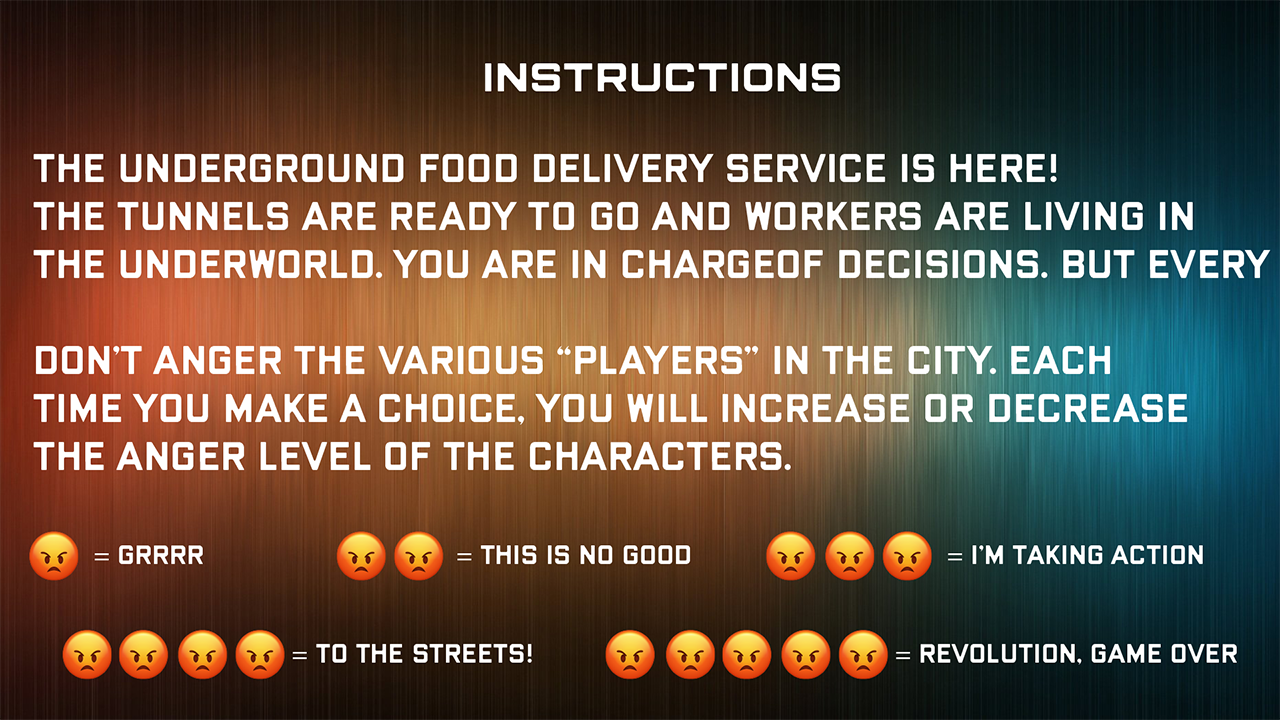 INSTRUCTIONS
THE UNDERGROUND FOOD DELIVERY SERVICE IS HERE!
THE TUNNELS ARE READY TO GO AND WORKERS ARE LIVING IN
THE UNDERWORLD. YOU ARE IN CHARGEOF DECISIONS. BUT EVERY
DON'T ANGER THE VARIOUS “PLAYERS” IN THE CITY. EACH
TIME YOU MAKE A CHOICE, YOU WILL INCREASE OR DECREASE
THE ANGER LEVEL OF THE CHARACTERS.
😡 = GRRRR 😡😡 = THIS IS NO GOOD 😡😡😡 = I'M TAKING ACTION
😡😡😡😡 = TO THE STREETS! 😡😡😡😡😡 = REVOLUTION, GAME OVER